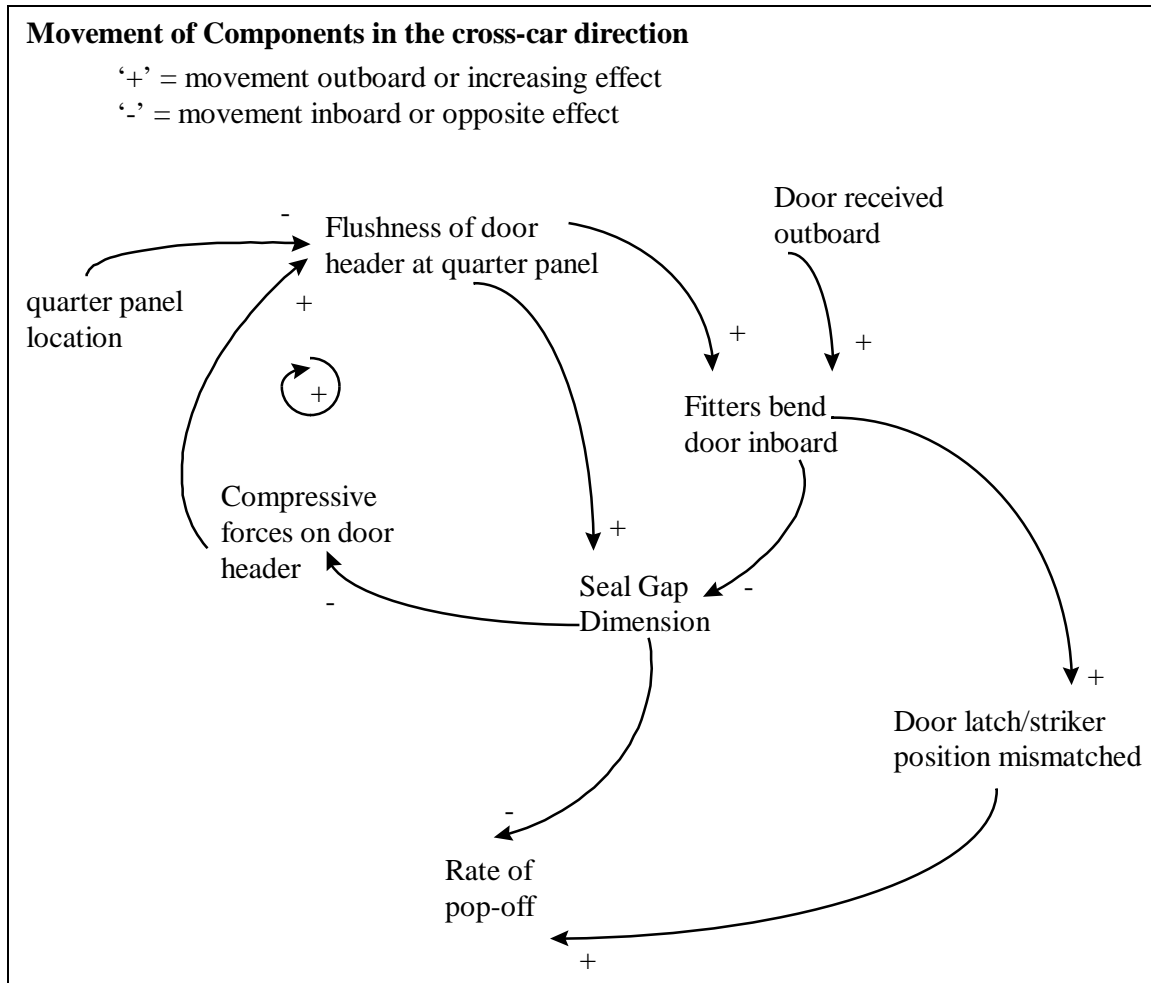 Movement of Components in the cross-car direction
‘+’ = movement outboard or increasing effect
‘-’ = movement inboard or opposite effect
Door received
outboard
-
Flushness of door
header at quarter panel
quarter panel
location
+
+
+
+
Fitters bend
door inboard
Compressive
forces on door
header
+
Seal Gap
Dimension
-
-
+
Door latch/striker
position mismatched
-
Rate of
pop-off
+